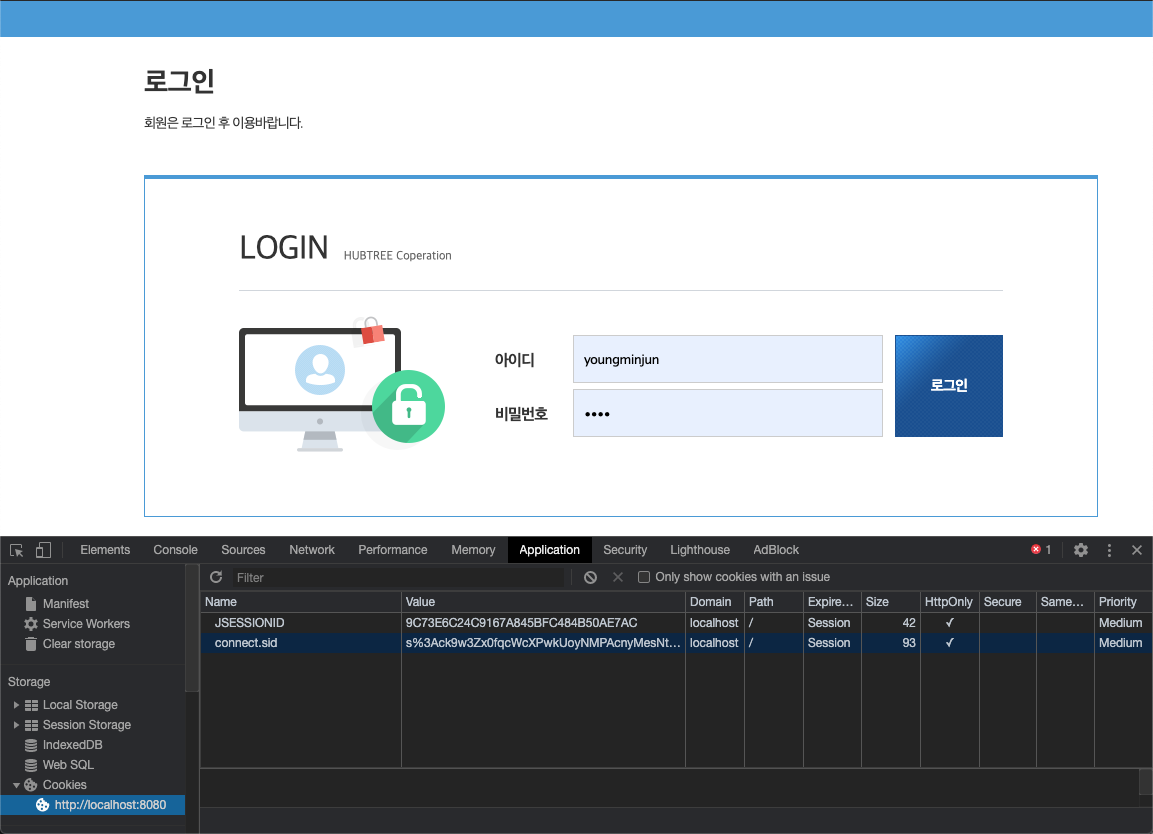 로그인
회원은 로그인 후 이용바랍니다.
LOGIN HUBTREE Coperation
아이디 youngminjun
비밀번호 ••••
로그인
Elements Console Sources Network Performance Memory Application Security Lighthouse AdBlock 1
Application
Manifest
Service Workers
Clear storage
Storage
Local Storage
Session Storage
IndexedDB
Web SQL
Cookies
http://localhost:8080
Filter Only show cookies with an issue
Name Value Domain Path Expire... Size HttpOnly Secure Same... Priority
JSESSIONID 9C73E6C24C9167A845BFC484B50AE7AC localhost / Session 42 ✓ Medium
connect.sid s%3Ack9w3Zx0fqcWcXPwkUoyNMPAcnyMesNt... localhost / Session 93 ✓ Medium